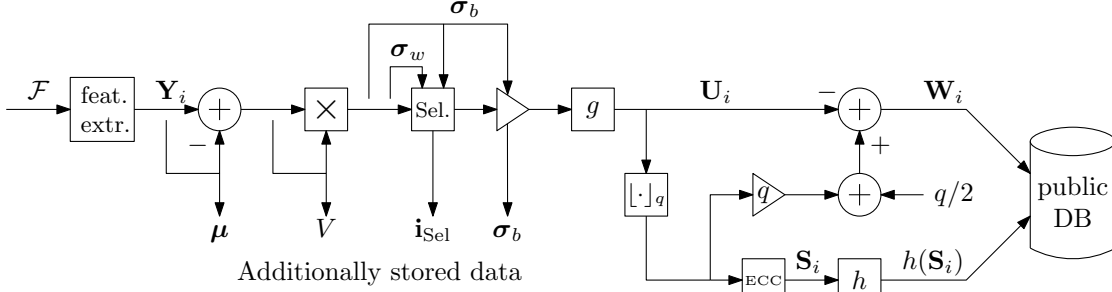 σ_b
σ_w
ℱ
feat.
extr.
Y_i
+
−
×
Sel.
g
U_i
−
+
W_i
+
⌊·⌋_q
q
+
q/2
public
DB
μ
V
i_Sel
σ_b
Additionally stored data
ECC
S_i
h
h(S_i)